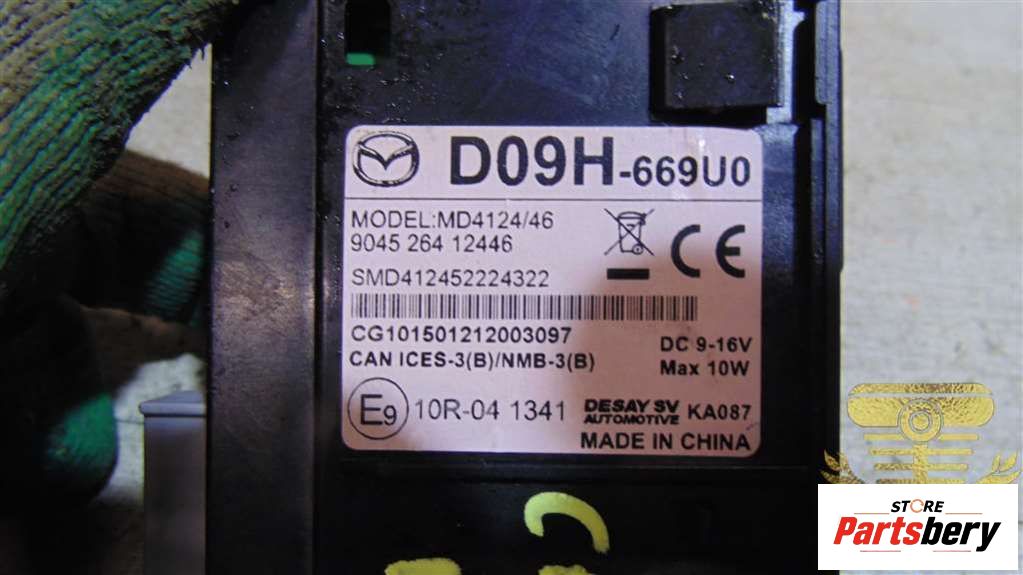 D09H-669U0
MODEL:MD4124/46
9045 264 12446
SMD412452224322
CE
CG101501212003097
DC 9-16V
CAN ICES-3(B)/NMB-3(B)
Max 10W
E9 10R-04 1341
DESAY SV
AUTOMOTIVE
KA087
MADE IN CHINA
STORE
Partsbery